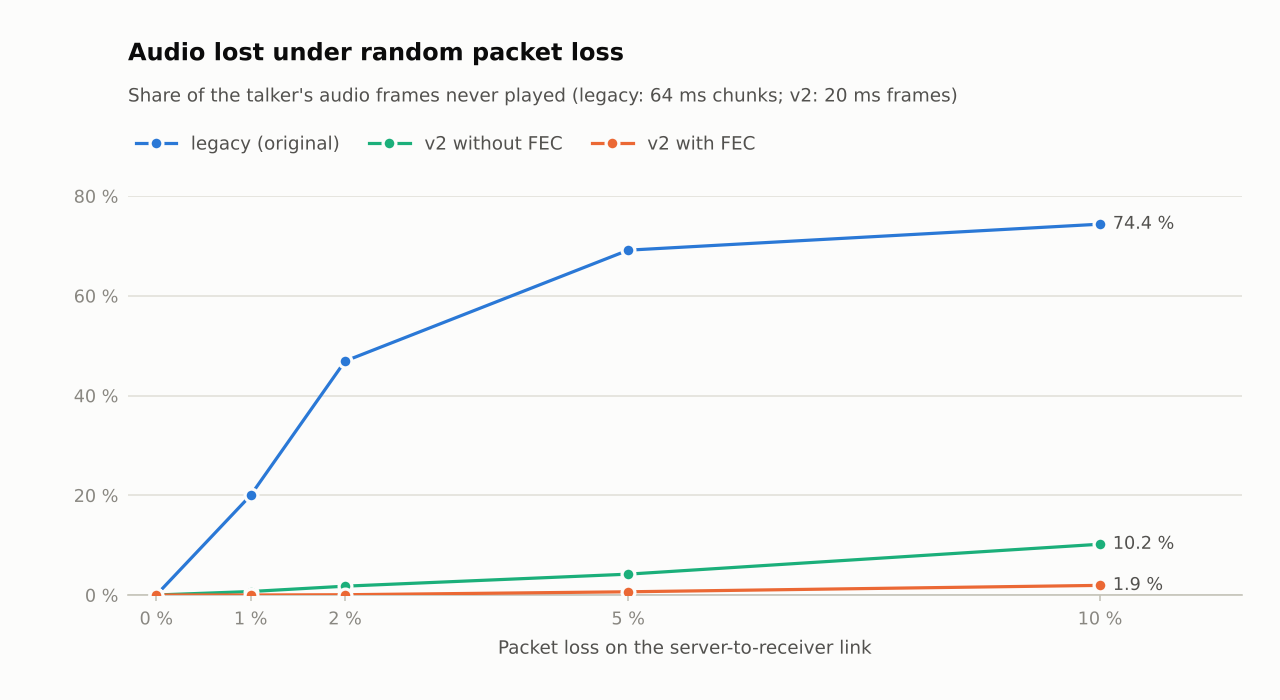 Audio lost under random packet loss
Share of the talker's audio frames never played (legacy: 64 ms chunks; v2: 20 ms frames)
legacy (original) v2 without FEC v2 with FEC
80 %
74.4 %
60 %
40 %
20 %
10.2 %
1.9 %
0 %
0 % 1 % 2 % 5 % 10 %
Packet loss on the server-to-receiver link